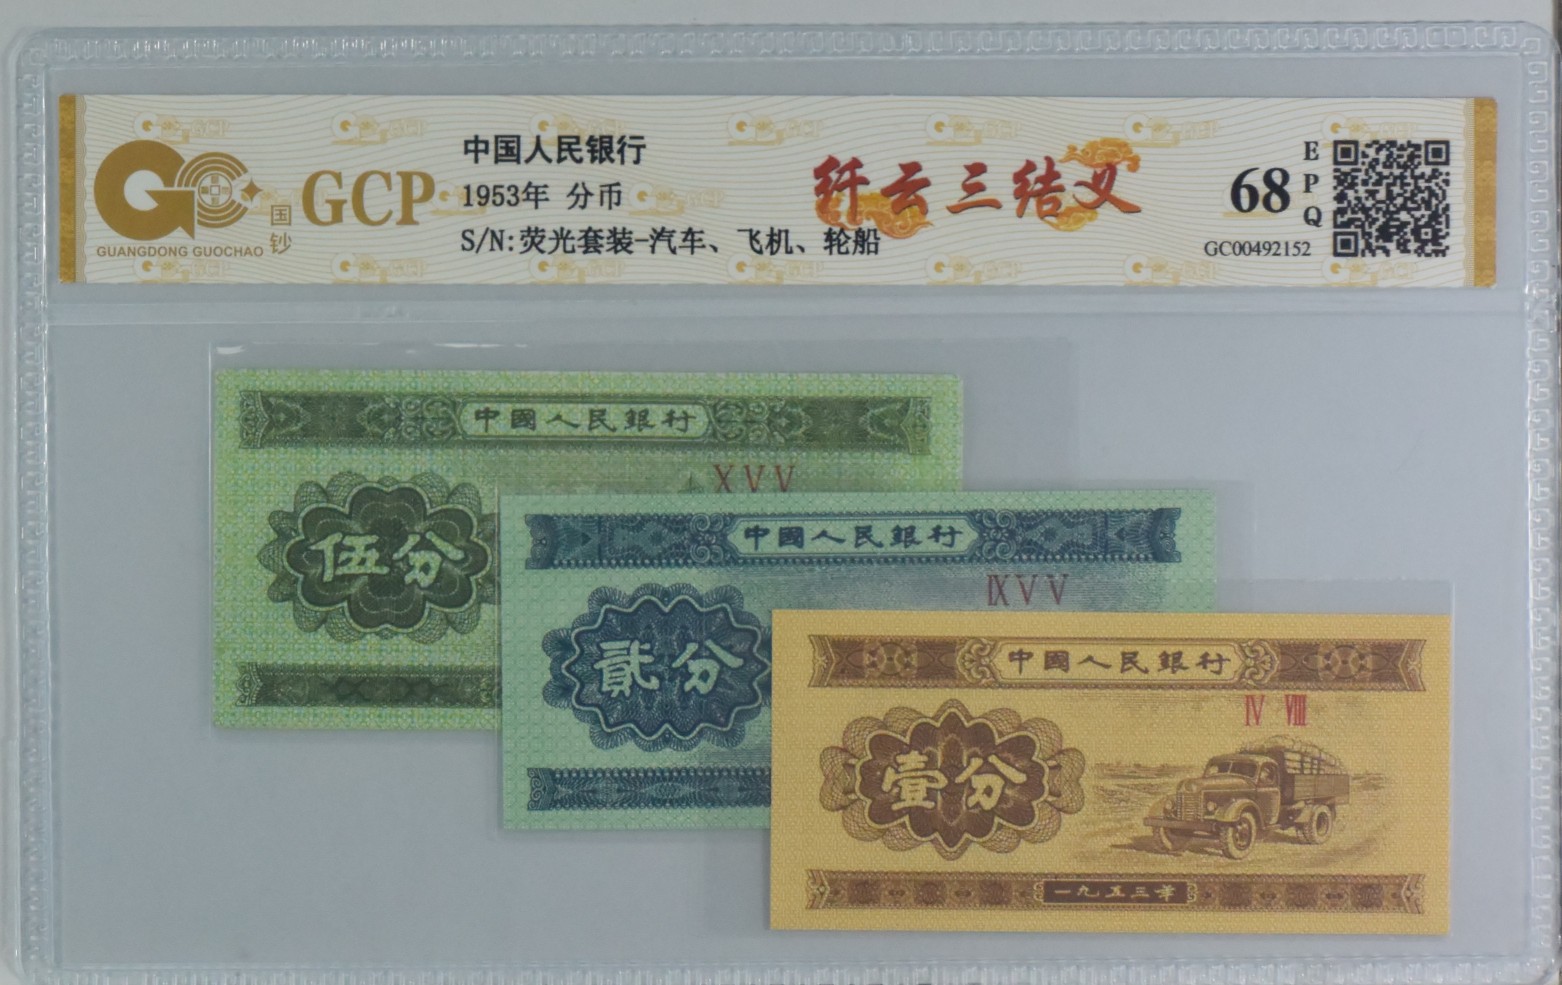 GUANGDONG GUOCHAO
国钞
GCP
中国人民银行
1953年 分币
S/N:荧光套装-汽车、飞机、轮船
纤云三结义
68
EPQ
GC00492152
中國人民銀行
XVV
伍分
中國人民銀行
ⅨVV
貳分
中國人民銀行
Ⅳ Ⅷ
壹分
一九五三年